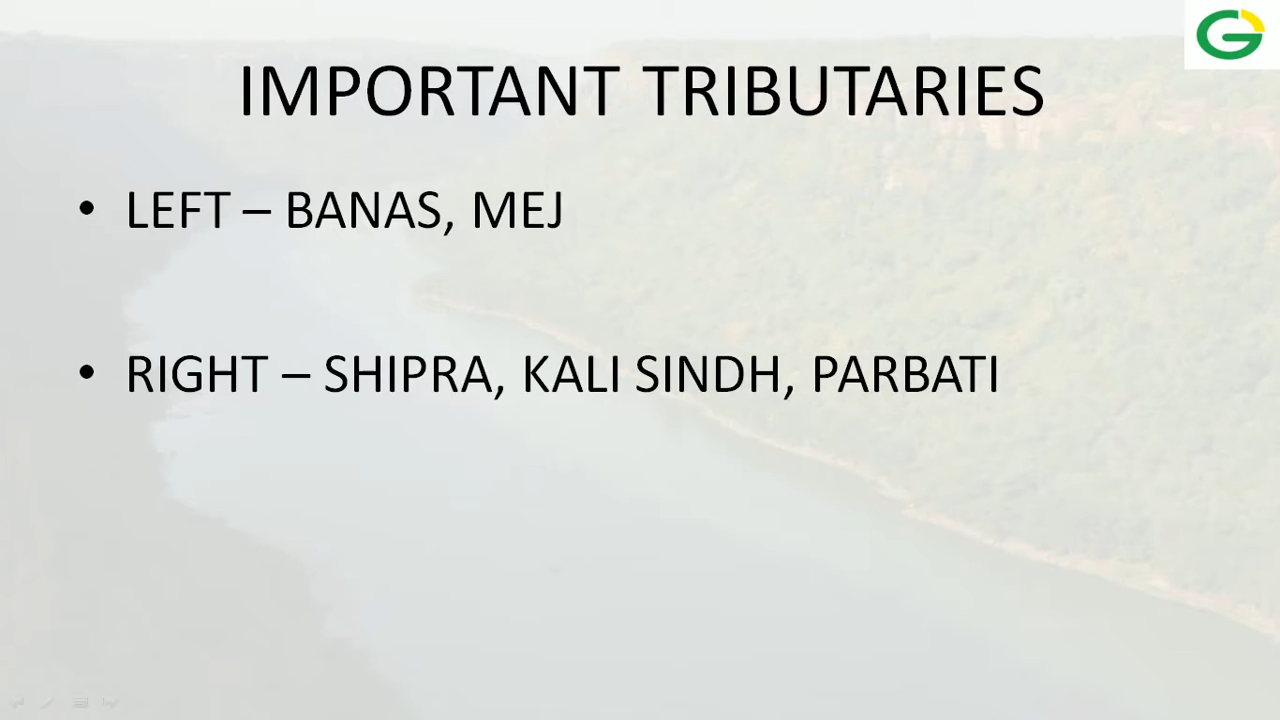 IMPORTANT TRIBUTARIES
• LEFT – BANAS, MEJ
• RIGHT – SHIPRA, KALI SINDH, PARBATI